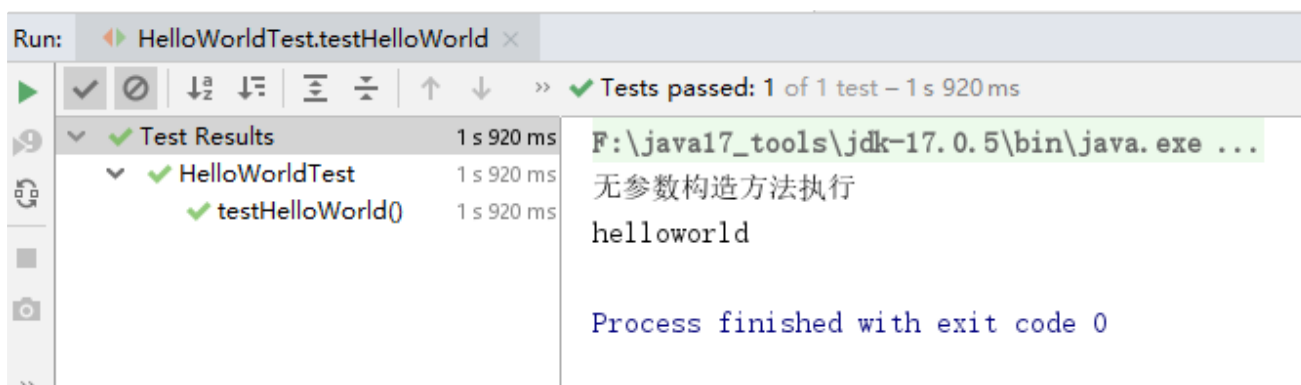 Run: HelloWorldTest.testHelloWorld ×
» Tests passed: 1 of 1 test – 1 s 920 ms
Test Results 1 s 920 ms
HelloWorldTest 1 s 920 ms
testHelloWorld() 1 s 920 ms
F:\java17_tools\jdk-17.0.5\bin\java.exe ...
无参数构造方法执行
helloworld
Process finished with exit code 0